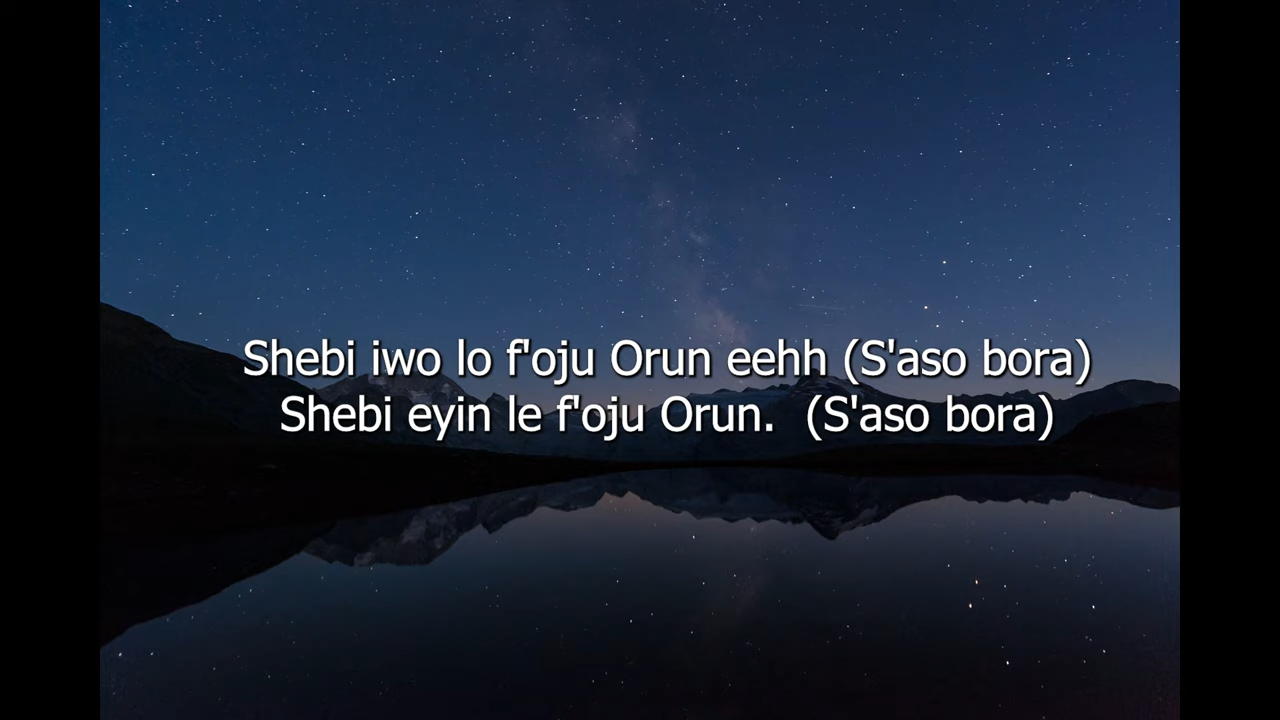 Shebi iwo lo f'oju Orun eehh (S'aso bora)
Shebi eyin le f'oju Orun.  (S'aso bora)